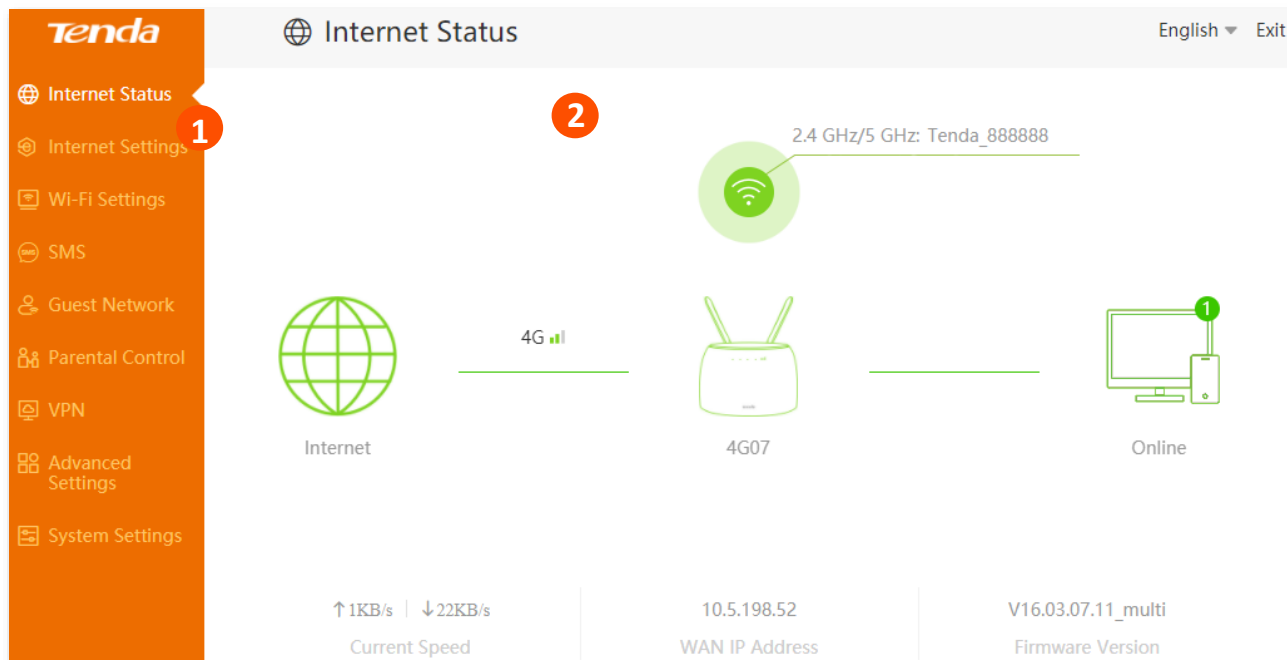 Tenda
Internet Status
English
Exit
Internet Status
1
Internet Settings
Wi-Fi Settings
SMS
SMS
Guest Network
Parental Control
VPN
Advanced
Settings
System Settings
2
2.4 GHz/5 GHz: Tenda_888888
4G
1
Internet
4G07
Online
↑1KB/s | ↓22KB/s
10.5.198.52
V16.03.07.11_multi
Current Speed
WAN IP Address
Firmware Version